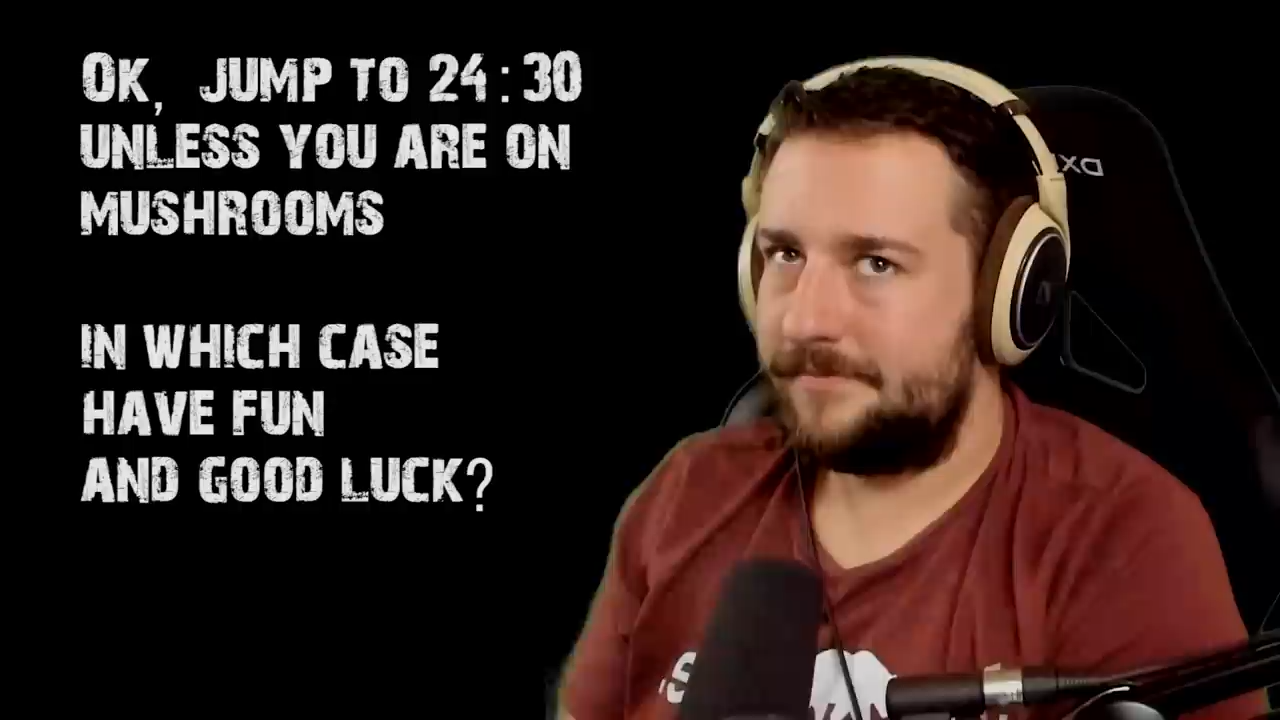 OK, JUMP TO 24:30
UNLESS YOU ARE ON
MUSHROOMS
IN WHICH CASE
HAVE FUN
AND GOOD LUCK?